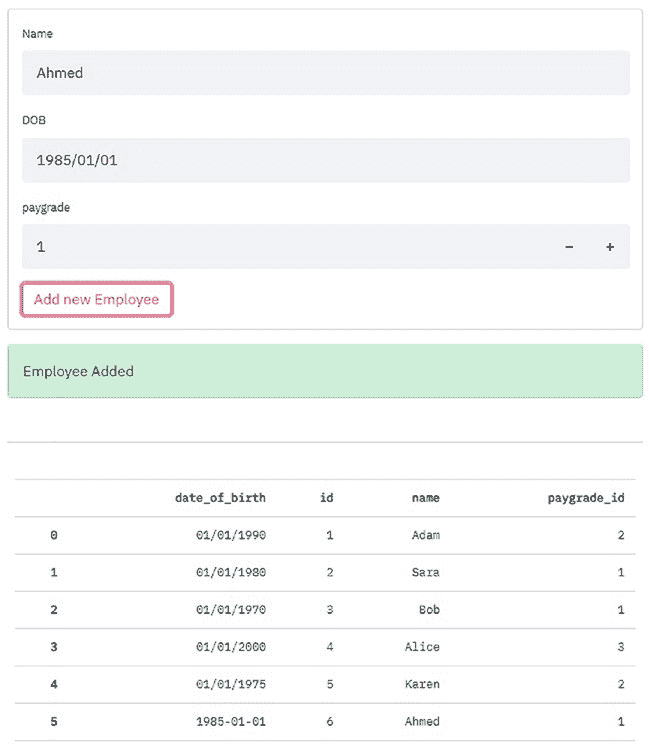 Name
Ahmed
DOB
1985/01/01
paygrade
1 − +
Add new Employee
Employee Added
date_of_birth id name paygrade_id
0 01/01/1990 1 Adam 2
1 01/01/1980 2 Sara 1
2 01/01/1970 3 Bob 1
3 01/01/2000 4 Alice 3
4 01/01/1975 5 Karen 2
5 1985-01-01 6 Ahmed 1